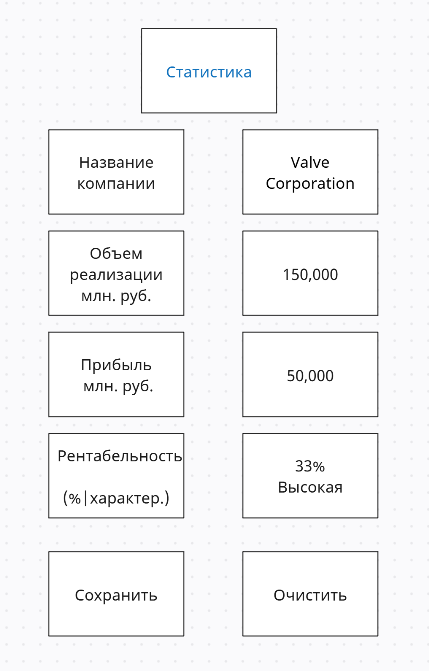 Статистика
Название
компании
Valve
Corporation
Объем
реализации
млн. руб.
150,000
Прибыль
млн. руб.
50,000
Рентабельность
(%|характер.)
33%
Высокая
Сохранить
Очистить